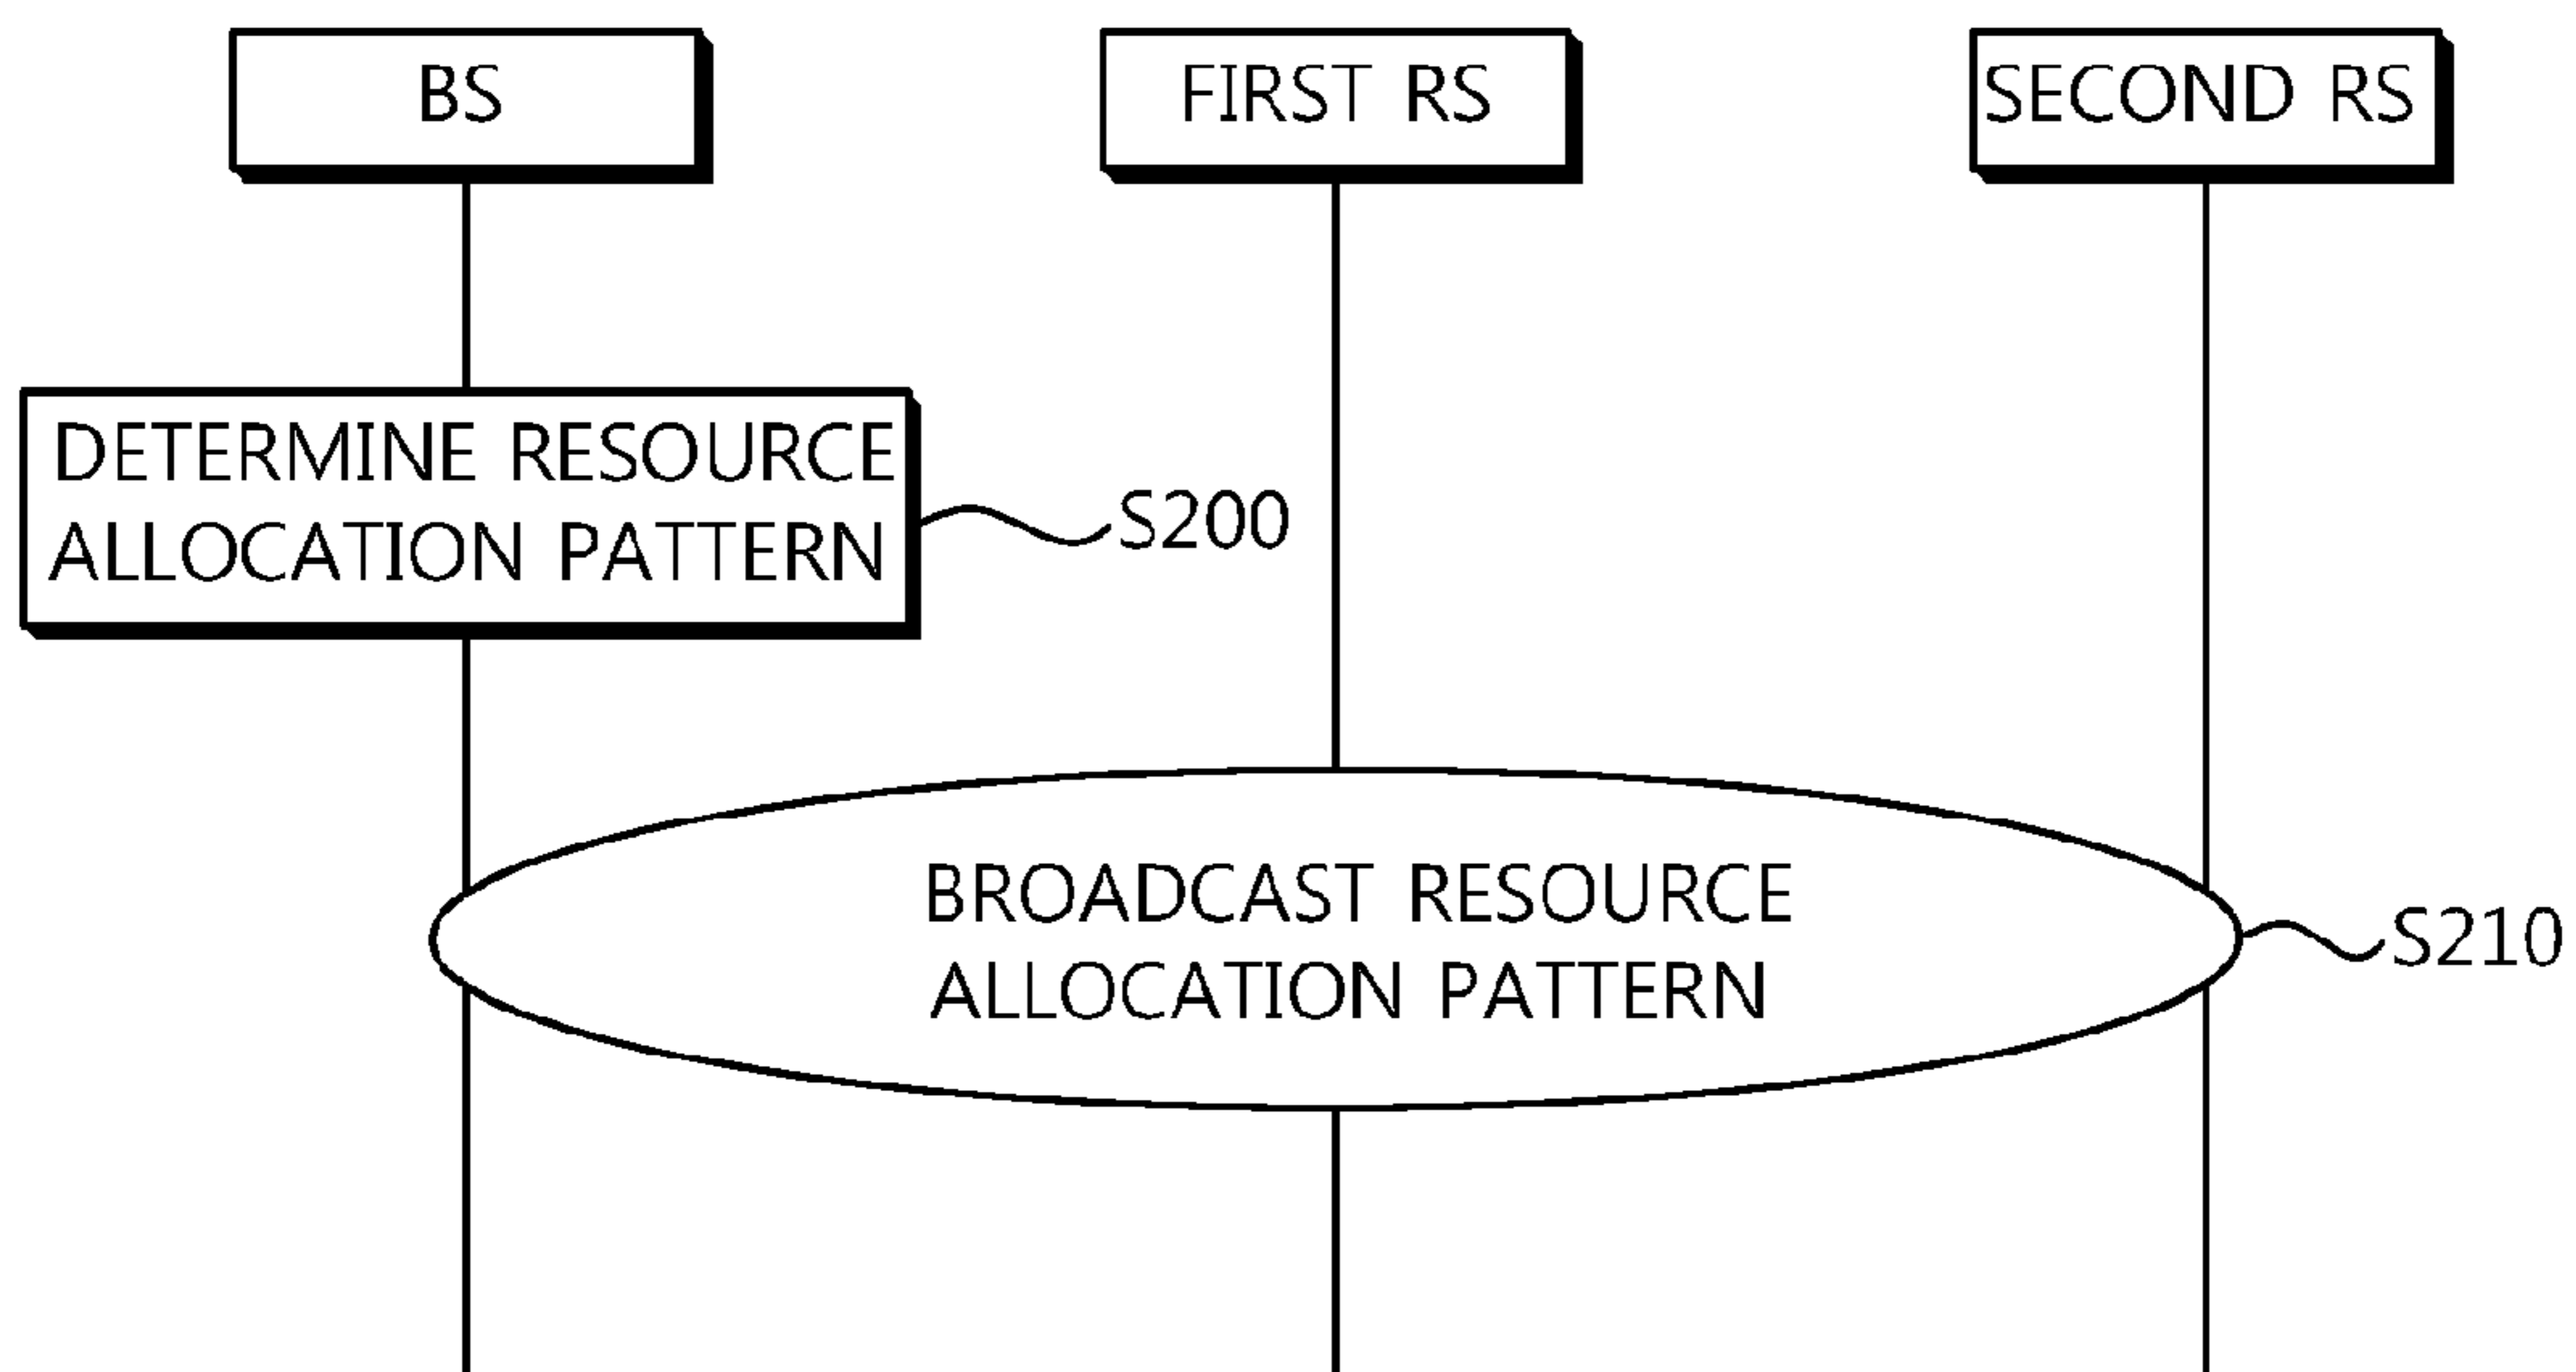 BS
FIRST RS
SECOND RS
DETERMINE RESOURCE
ALLOCATION PATTERN
S200
BROADCAST RESOURCE
ALLOCATION PATTERN
S210